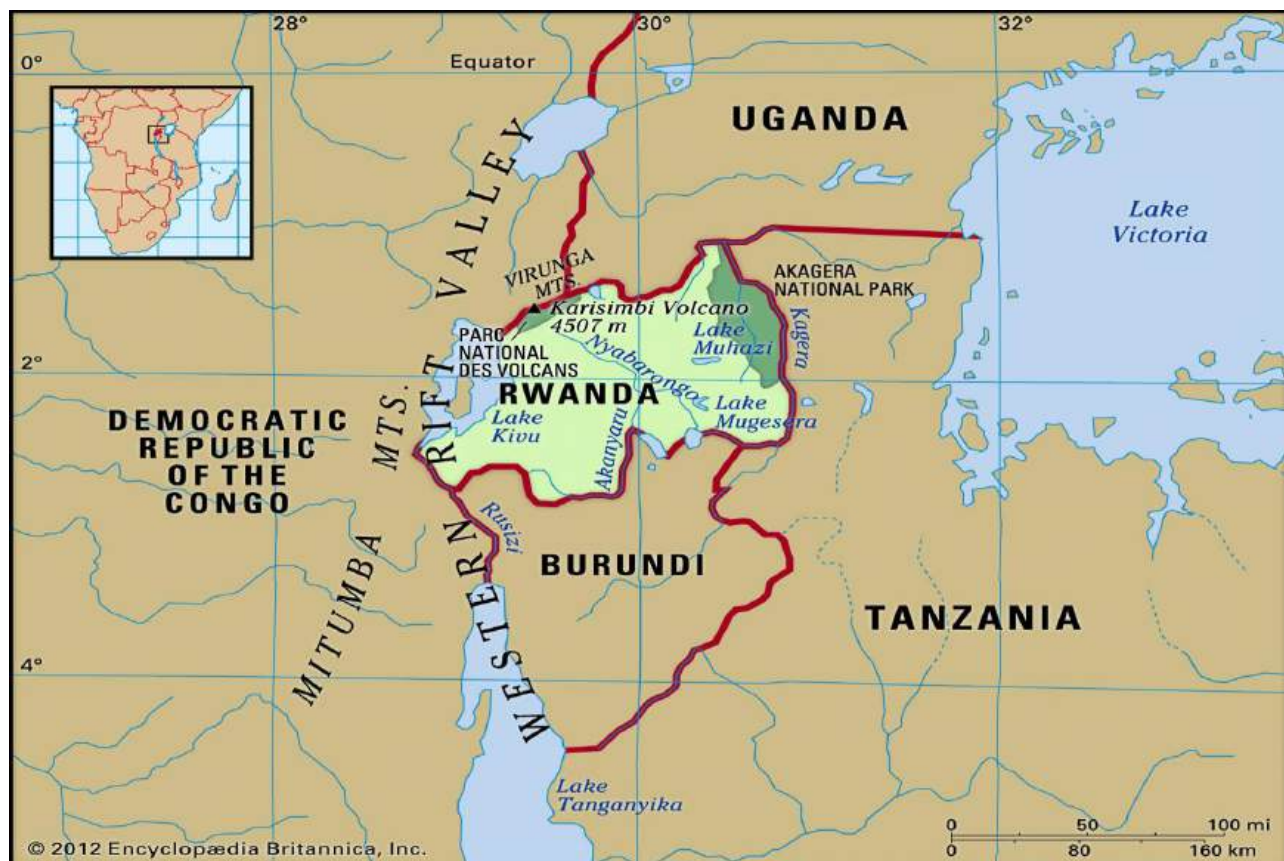 28°
30°
32°
0°
Equator
UGANDA
Lake
Victoria
VIRUNGA
MTS.
AKAGERA
NATIONAL PARK
Karisimbi Volcano
4507 m
PARC
NATIONAL
DES VOLCANS
Lake
Muhazi
Kagera
Nyabarongo
2°
RWANDA
Lake
Mugesera
Lake
Kivu
Akanyaru
DEMOCRATIC
REPUBLIC
OF THE
CONGO
MITUMBA MTS.
WESTERN RIFT VALLEY
Rusizi
BURUNDI
TANZANIA
4°
Lake
Tanganyika
0 50 100 mi
0 80 160 km
© 2012 Encyclopædia Britannica, Inc.